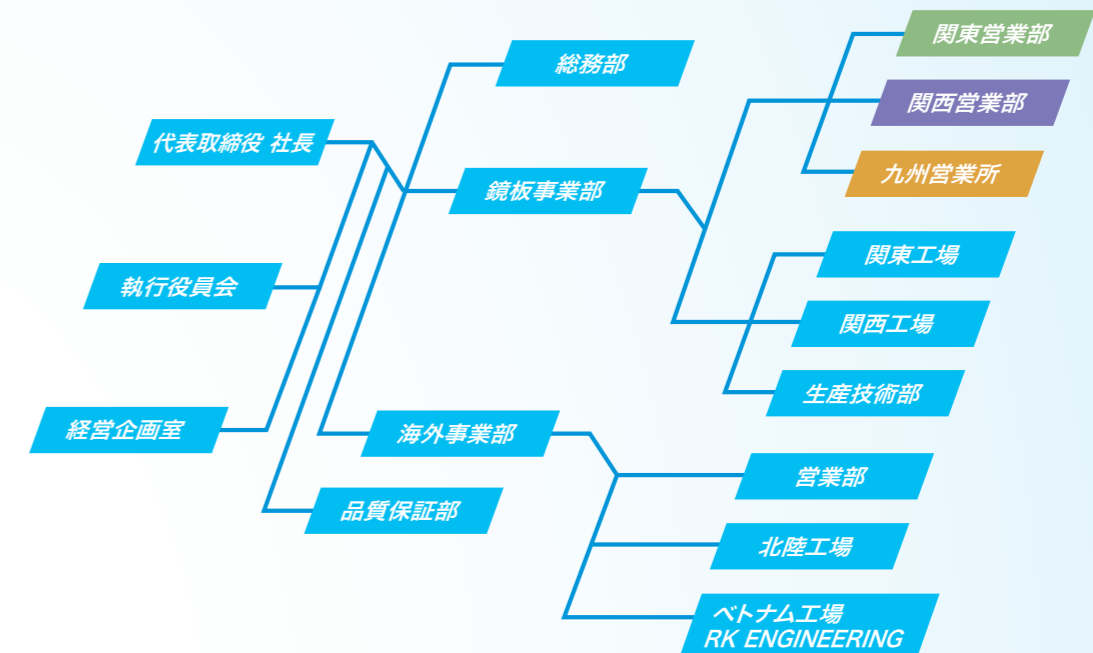 代表取締役 社長
執行役員会
経営企画室
総務部
鏡板事業部
海外事業部
品質保証部
関東営業部
関西営業部
九州営業所
関東工場
関西工場
生産技術部
営業部
北陸工場
ベトナム工場
RK ENGINEERING